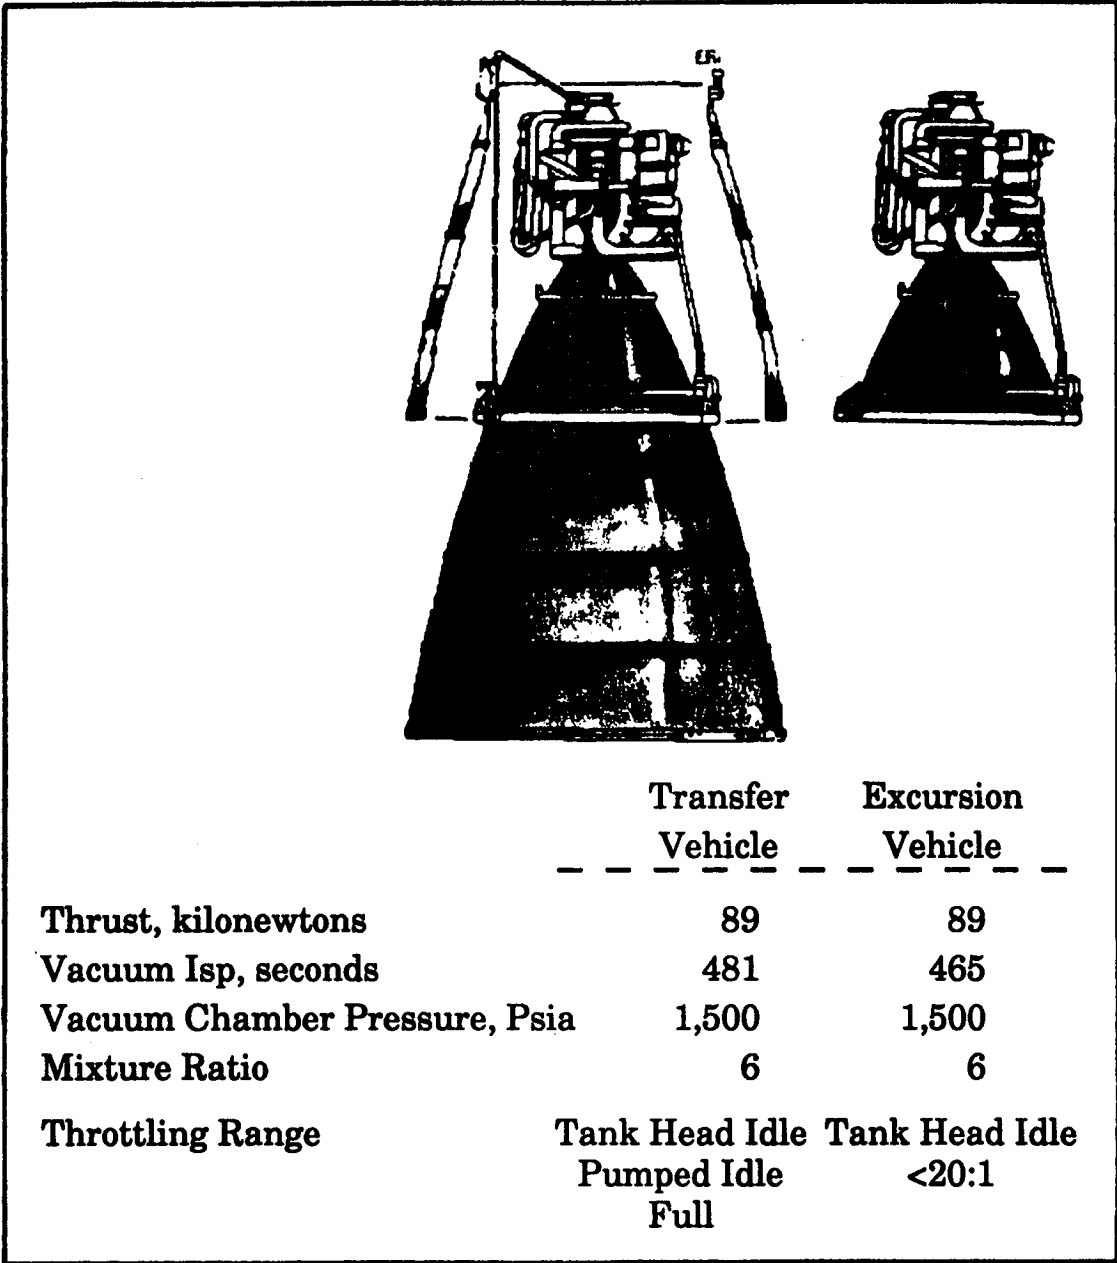 Transfer Excursion
Vehicle Vehicle
Thrust, kilonewtons 89 89
Vacuum Isp, seconds 481 465
Vacuum Chamber Pressure, Psia 1,500 1,500
Mixture Ratio 6 6
Throttling Range Tank Head Idle Tank Head Idle
Pumped Idle <20:1
Full